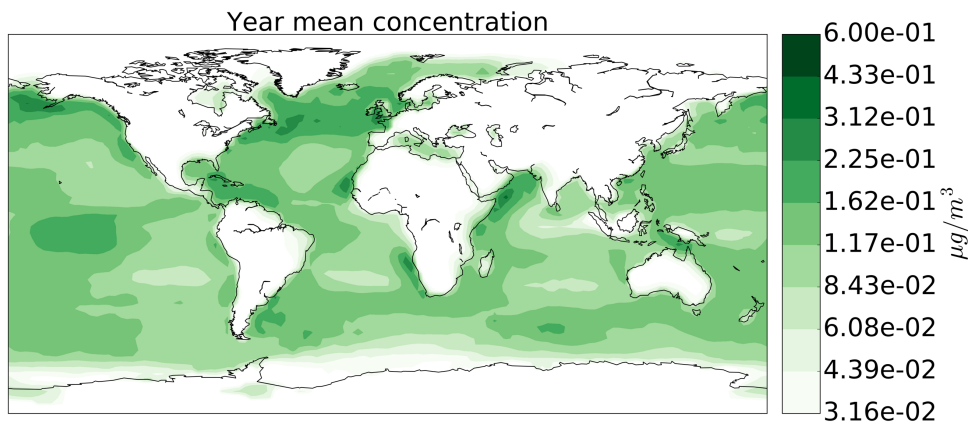 Year mean concentration
6.00e-01
4.33e-01
3.12e-01
2.25e-01
1.62e-01
1.17e-01
8.43e-02
6.08e-02
4.39e-02
3.16e-02
μg/m³